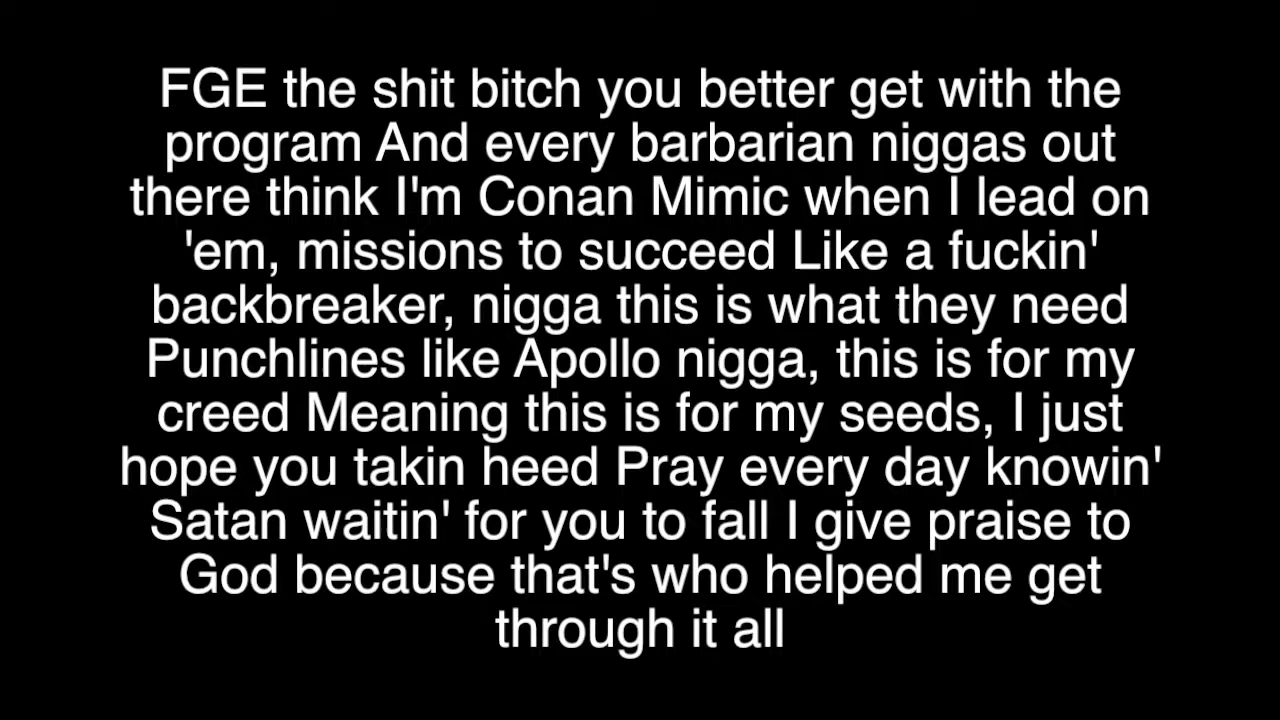 FGE the shit bitch you better get with the
program And every barbarian niggas out
there think I'm Conan Mimic when I lead on
'em, missions to succeed Like a fuckin'
backbreaker, nigga this is what they need
Punchlines like Apollo nigga, this is for my
creed Meaning this is for my seeds, I just
hope you takin heed Pray every day knowin'
Satan waitin' for you to fall I give praise to
God because that's who helped me get
through it all